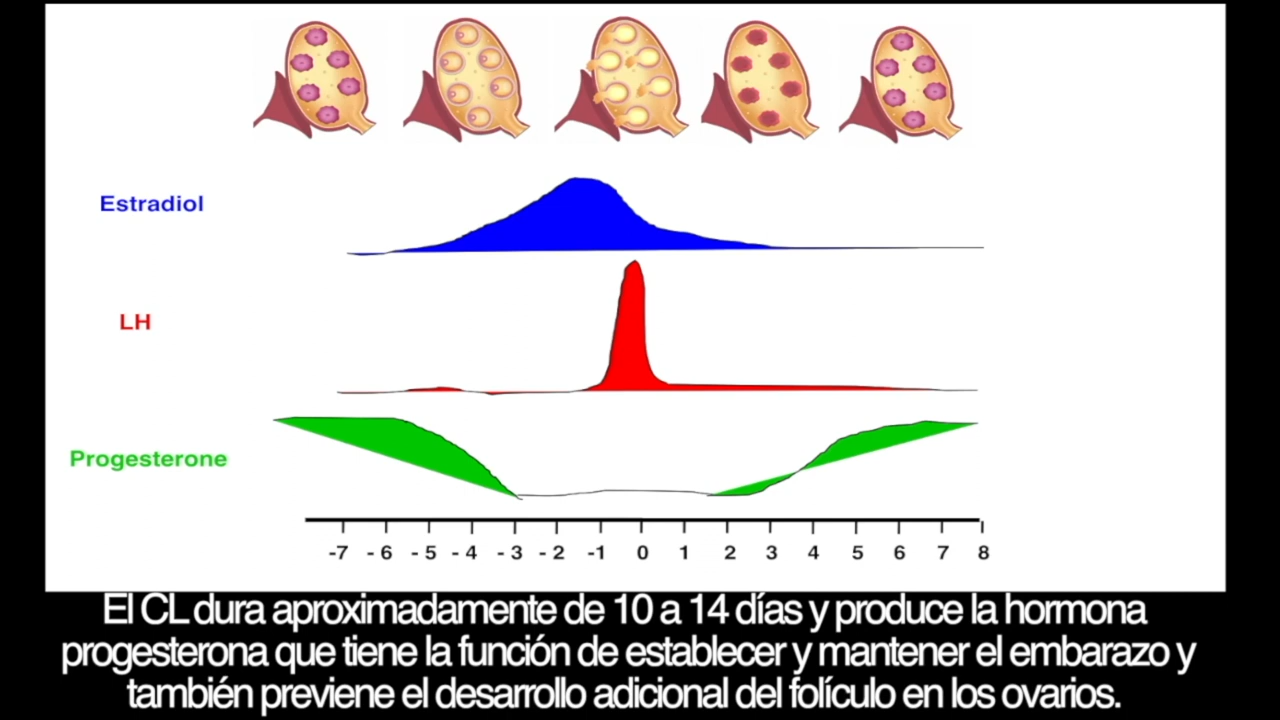 Estradiol
LH
Progesterone
-7 - 6 - 5 - 4 - 3 - 2 -1 0 1 2 3 4 5 6 7 8
El CL dura aproximadamente de 10 a 14 días y produce la hormona
progesterona que tiene la función de establecer y mantener el embarazo y
también previene el desarrollo adicional del folículo en los ovarios.